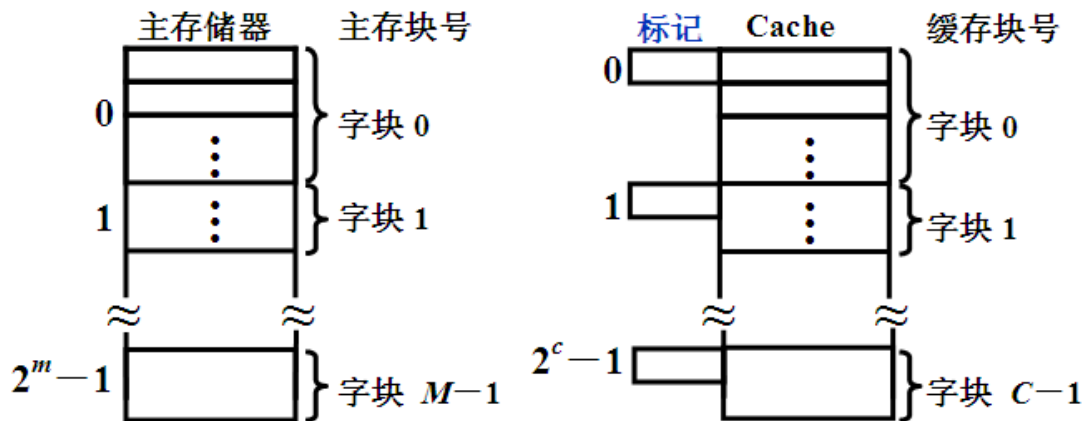 主存储器 主存块号 标记 Cache 缓存块号
0 字块 0 0 字块 0
1 字块 1 1 字块 1
2^m－1 字块 M－1 2^c－1 字块 C－1